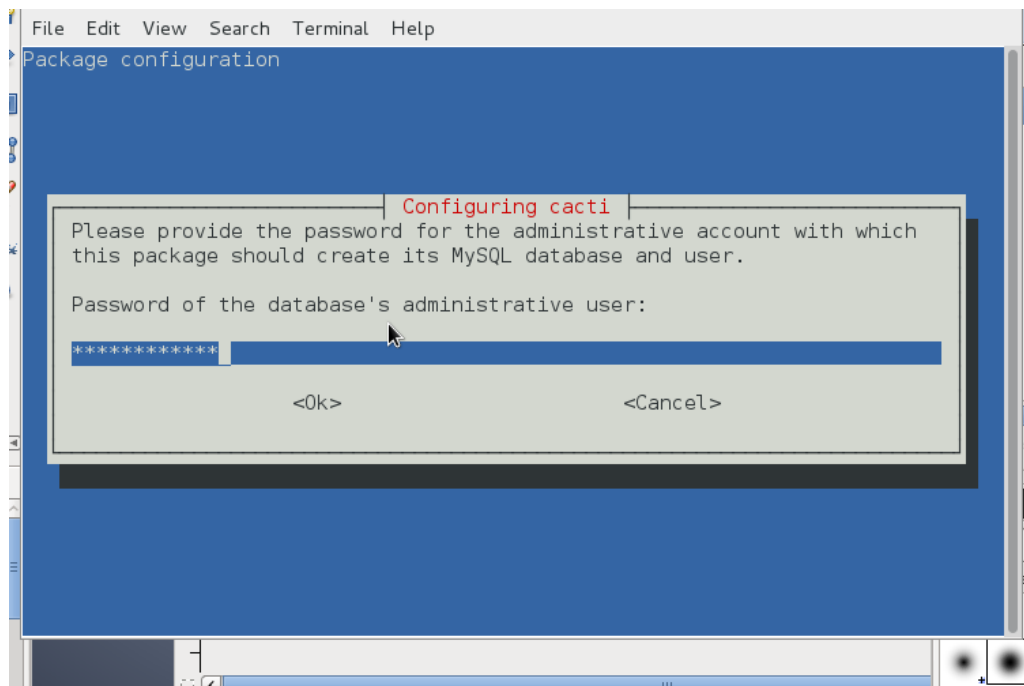 File Edit View Search Terminal Help
Package configuration
Configuring cacti
Please provide the password for the administrative account with which
this package should create its MySQL database and user.
Password of the database's administrative user:
************
<Ok> <Cancel>